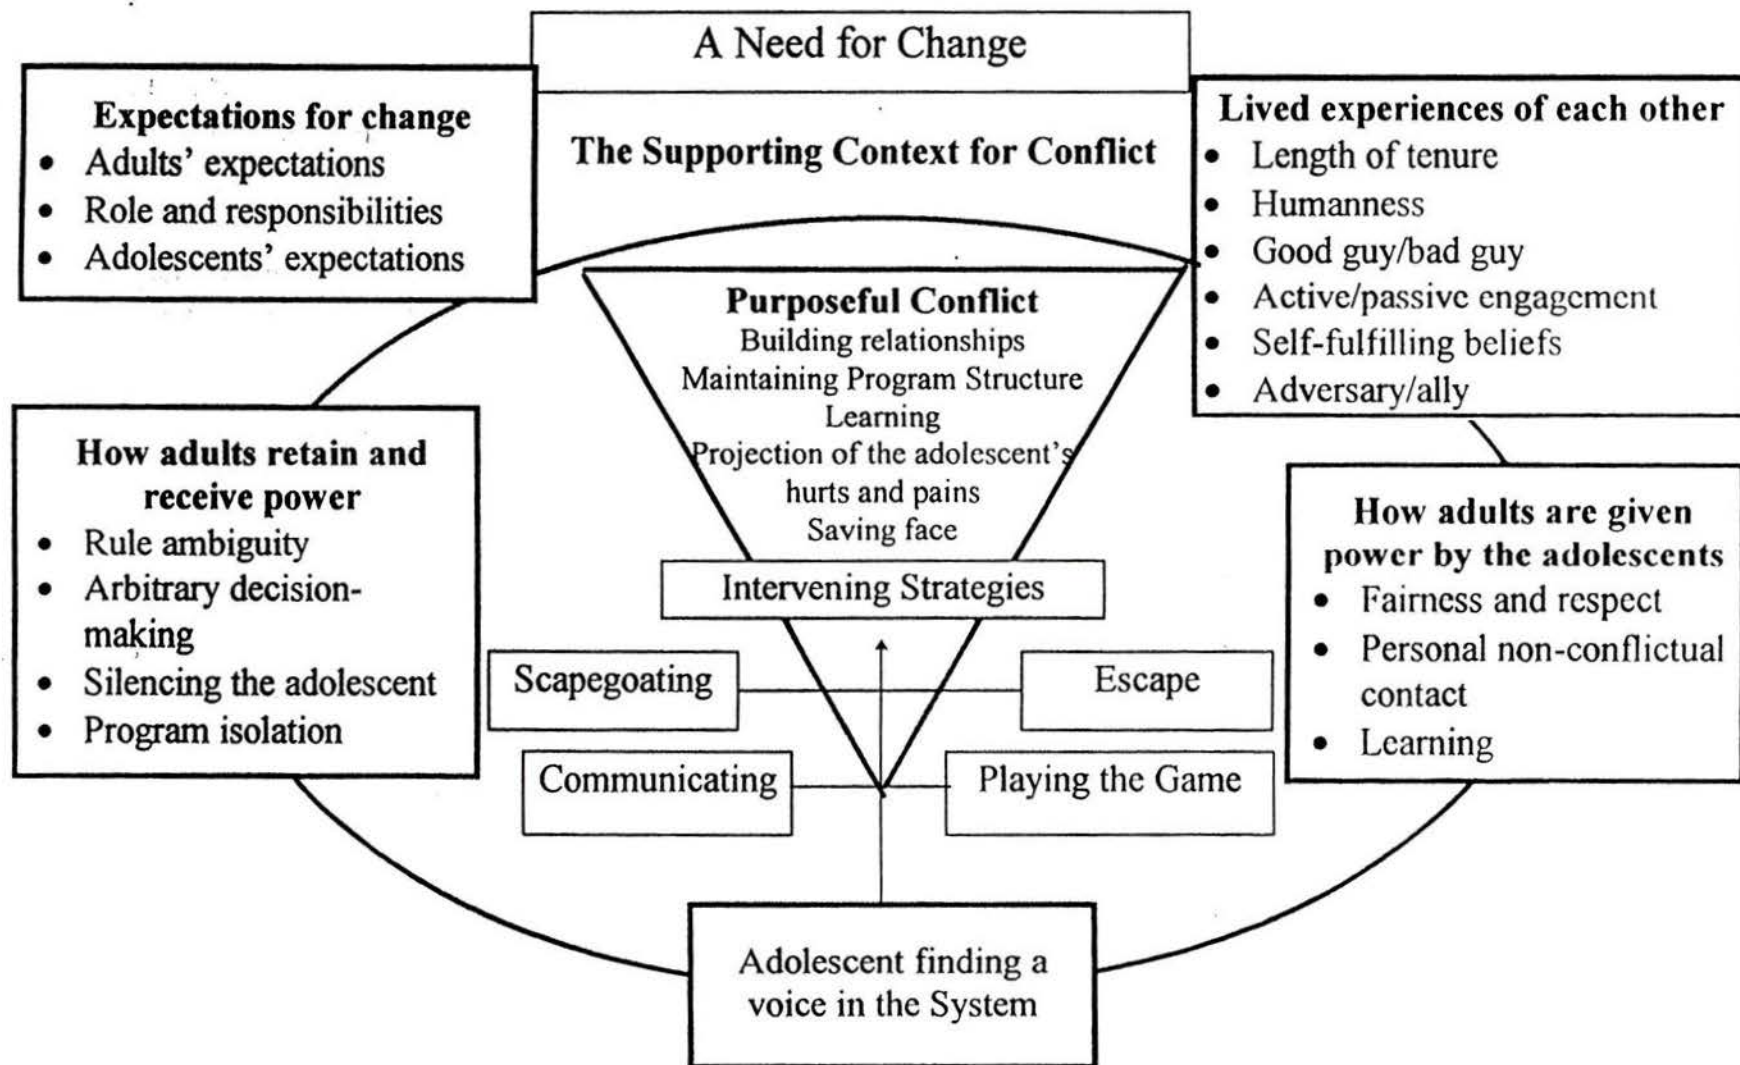 A Need for Change
The Supporting Context for Conflict
Expectations for change
• Adults’ expectations
• Role and responsibilities
• Adolescents’ expectations
Lived experiences of each other
• Length of tenure
• Humanness
• Good guy/bad guy
• Active/passive engagement
• Self-fulfilling beliefs
• Adversary/ally
Purposeful Conflict
Building relationships
Maintaining Program Structure
Learning
Projection of the adolescent’s
hurts and pains
Saving face
How adults retain and
receive power
• Rule ambiguity
• Arbitrary decision-
making
• Silencing the adolescent
• Program isolation
How adults are given
power by the adolescents
• Fairness and respect
• Personal non-conflictual
contact
• Learning
Intervening Strategies
Scapegoating
Escape
Communicating
Playing the Game
Adolescent finding a
voice in the System